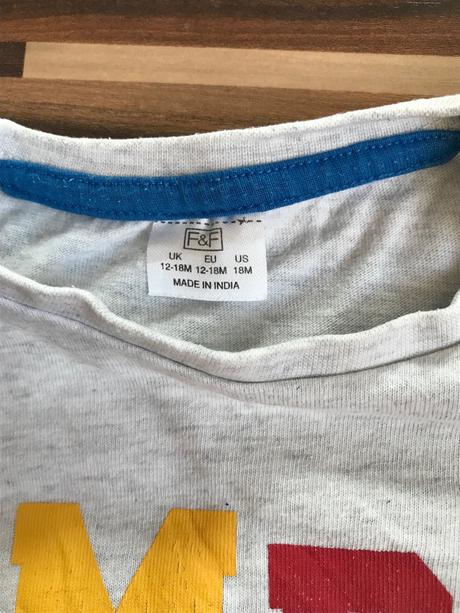 F&F
UK EU US
12-18M 12-18M 18M
MADE IN INDIA
M